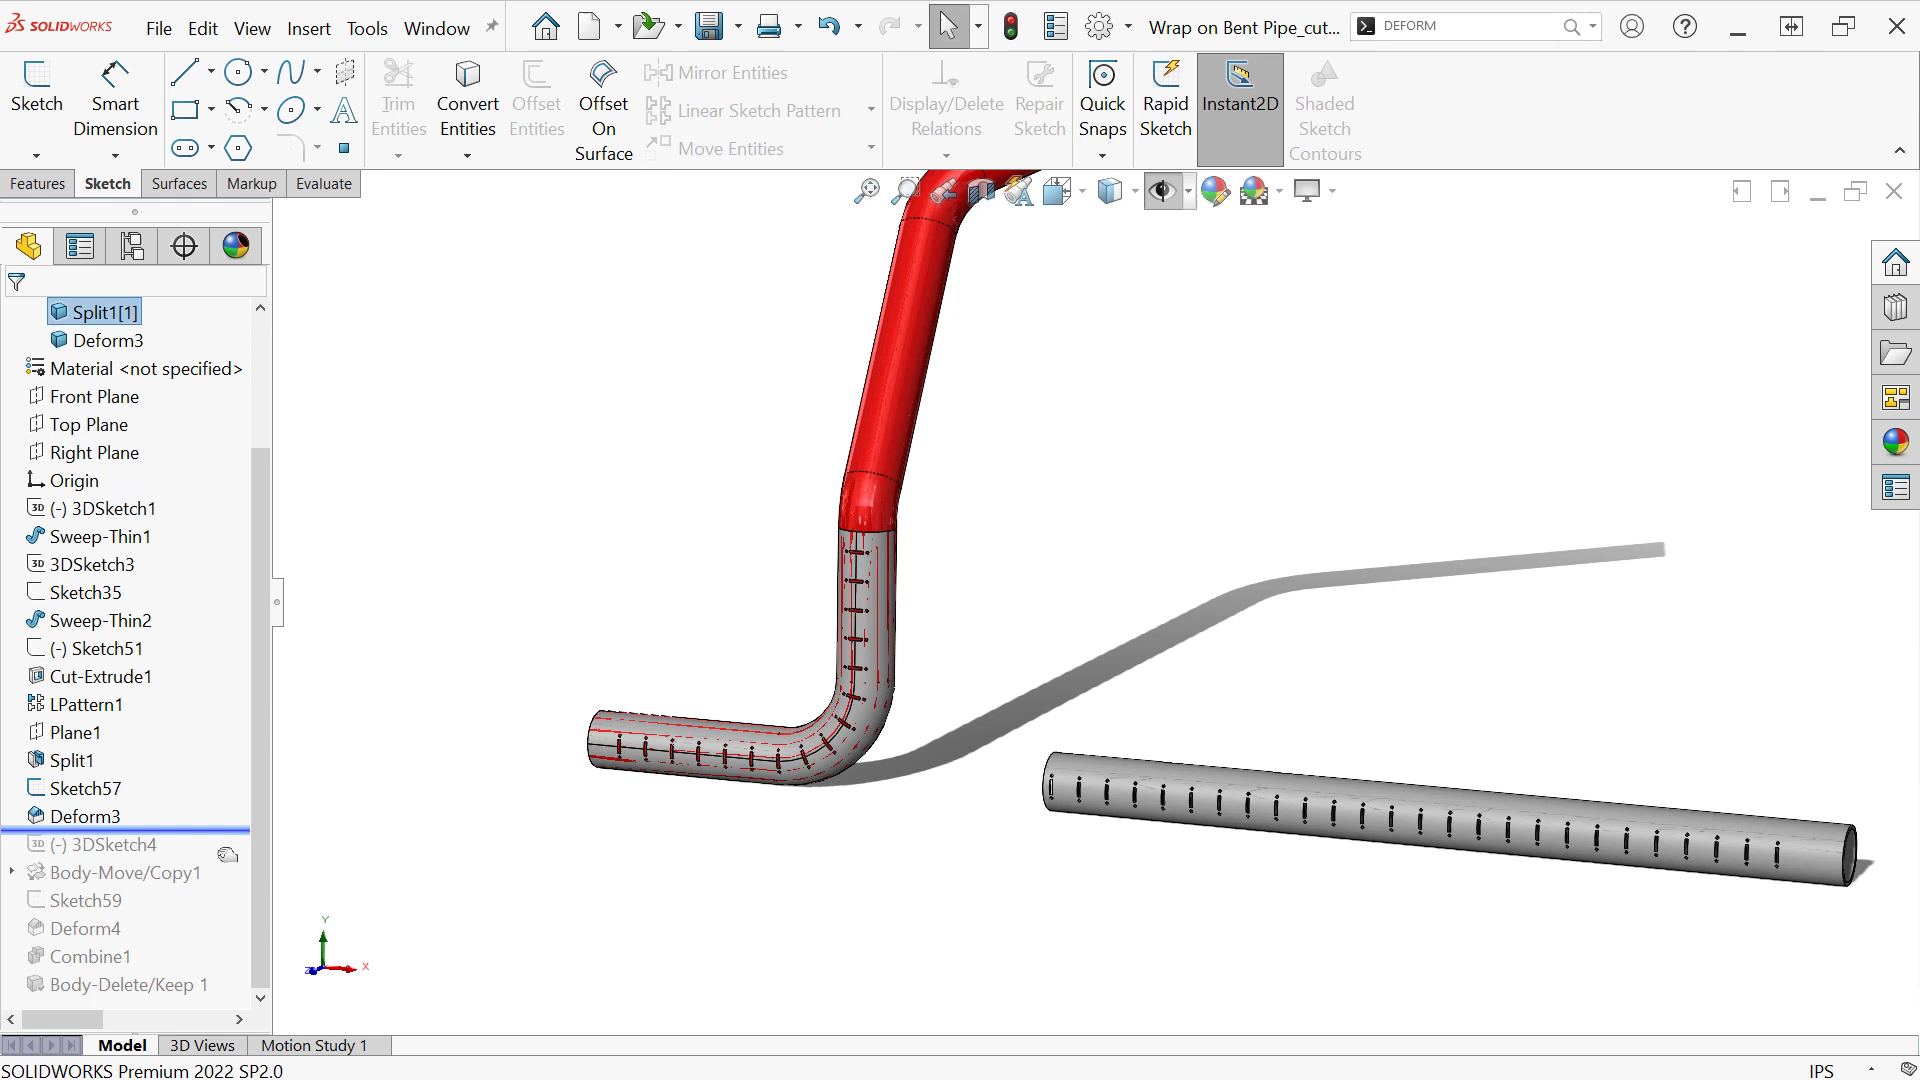 SOLIDWORKS
File Edit View Insert Tools Window
Wrap on Bent Pipe_cut...
DEFORM
Sketch
Smart Dimension
Trim Entities
Convert Entities
Offset Entities
Offset On Surface
Mirror Entities
Linear Sketch Pattern
Move Entities
Display/Delete Relations
Repair Sketch
Quick Snaps
Rapid Sketch
Instant2D
Shaded Sketch Contours
Features Sketch Surfaces Markup Evaluate
Split1[1]
Deform3
Material <not specified>
Front Plane
Top Plane
Right Plane
Origin
3D (-) 3DSketch1
Sweep-Thin1
3D 3DSketch3
Sketch35
Sweep-Thin2
(-) Sketch51
Cut-Extrude1
LPattern1
Plane1
Split1
Sketch57
Deform3
3D (-) 3DSketch4
Body-Move/Copy1
Sketch59
Deform4
Combine1
Body-Delete/Keep 1
Y
X
Z
Model 3D Views Motion Study 1
SOLIDWORKS Premium 2022 SP2.0
IPS